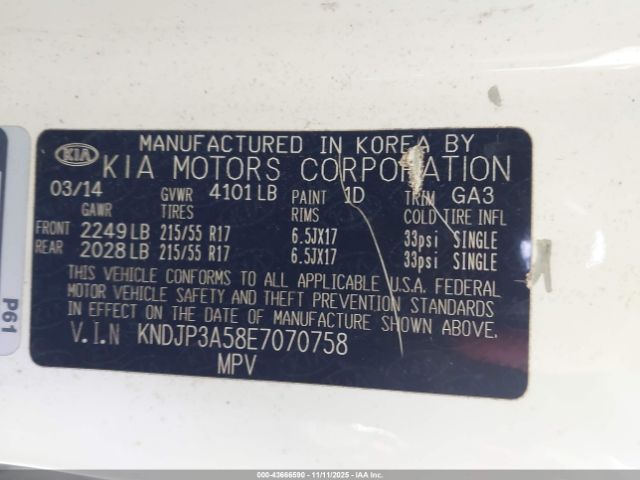 MANUFACTURED IN KOREA BY
KIA KIA MOTORS CORPORATION
03/14 GVWR 4101 LB PAINT 1D TRIM GA3
GAWR TIRES RIMS COLD TIRE INFL
FRONT 2249 LB 215/55 R17 6.5JX17 33psi SINGLE
REAR 2028 LB 215/55 R17 6.5JX17 33psi SINGLE
THIS VEHICLE CONFORMS TO ALL APPLICABLE U.S.A. FEDERAL
MOTOR VEHICLE SAFETY AND THEFT PREVENTION STANDARDS
IN EFFECT ON THE DATE OF MANUFACTURE SHOWN ABOVE.
V.I.N KNDJP3A58E7070758
MPV
P61
000-43666590 - 11/11/2025 - IAA Inc. - Copart